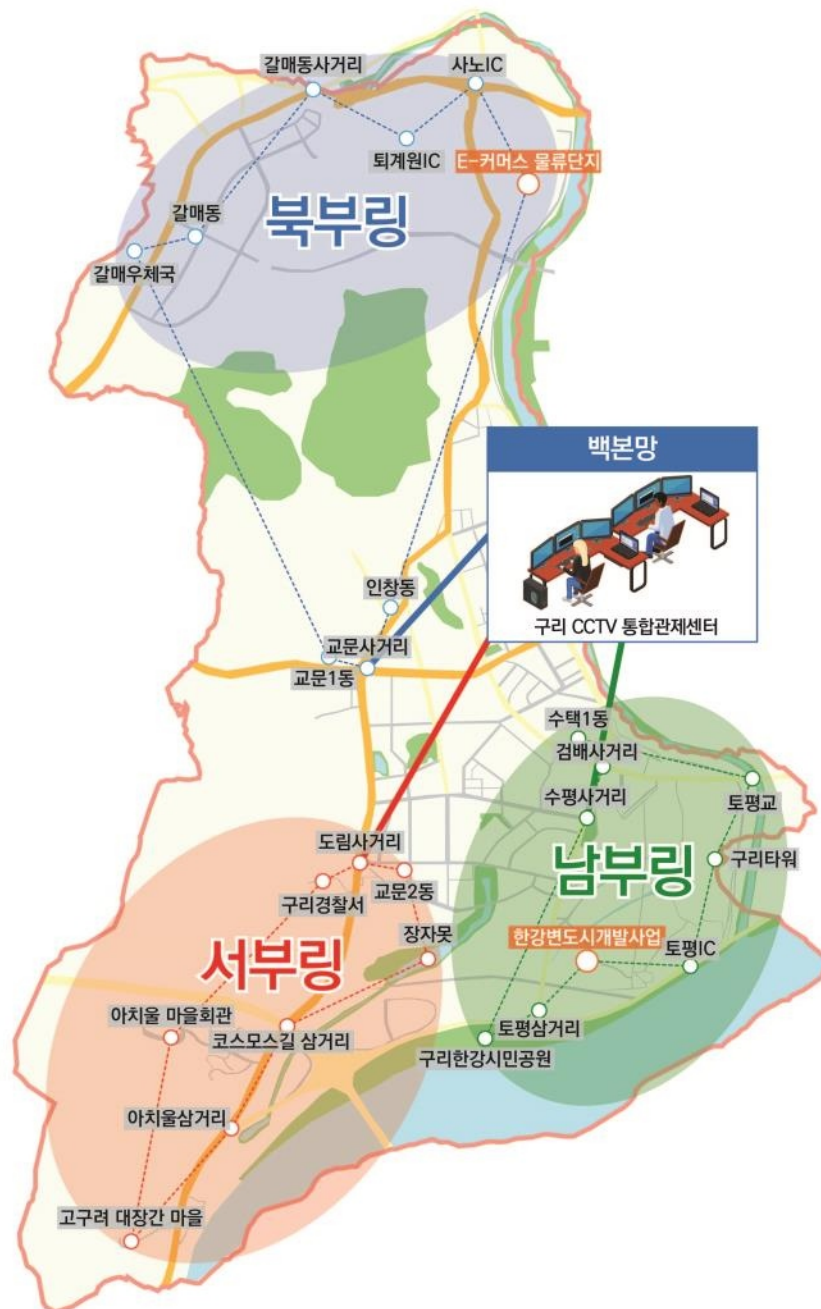 갈매동사거리
사노IC
퇴계원IC
E-커머스 물류단지
갈매동
북부링
갈매우체국
백본망
구리 CCTV 통합관제센터
인창동
교문사거리
교문1동
수택1동
검배사거리
토평교
수평사거리
도림사거리
구리타워
교문2동
구리경찰서
남부링
장자못
한강변도시개발사업
토평IC
서부링
아치울 마을회관
코스모스길 삼거리
토평삼거리
구리한강시민공원
아치울삼거리
고구려 대장간 마을